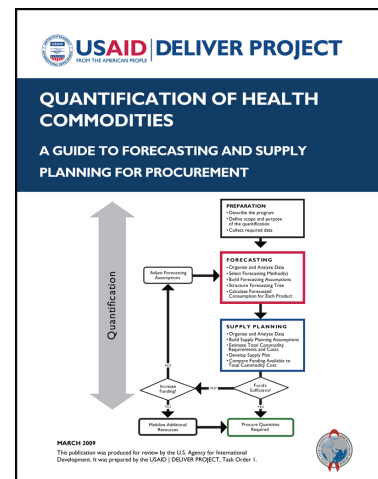 USAID | DELIVER PROJECT
FROM THE AMERICAN PEOPLE
QUANTIFICATION OF HEALTH
COMMODITIES
A GUIDE TO FORECASTING AND SUPPLY
PLANNING FOR PROCUREMENT
Quantification
PREPARATION
• Describe the program
• Define scope and purpose
of the quantification
• Collect required data
Adjust Forecasting
Assumptions
FORECASTING
• Organize and Analyze Data
• Select Forecasting Method(s)
• Build Forecasting Assumptions
• Structure Forecasting Tree
• Calculate Forecasted
Consumption for Each Product
SUPPLY PLANNING
• Organize and Analyze Data
• Build Supply Planning Assumptions
• Estimate Total Commodity
Requirements and Costs
• Develop Supply Plan
• Compare Funding Available to
Total Commodity Cost
NO
Increase
Funding?
NO
Funds
Sufficient?
YES
YES
Mobilize Additional
Resources
Procure Quantities
Required
MARCH 2009
This publication was produced for review by the U.S. Agency for International
Development. It was prepared by the USAID | DELIVER PROJECT, Task Order 1.